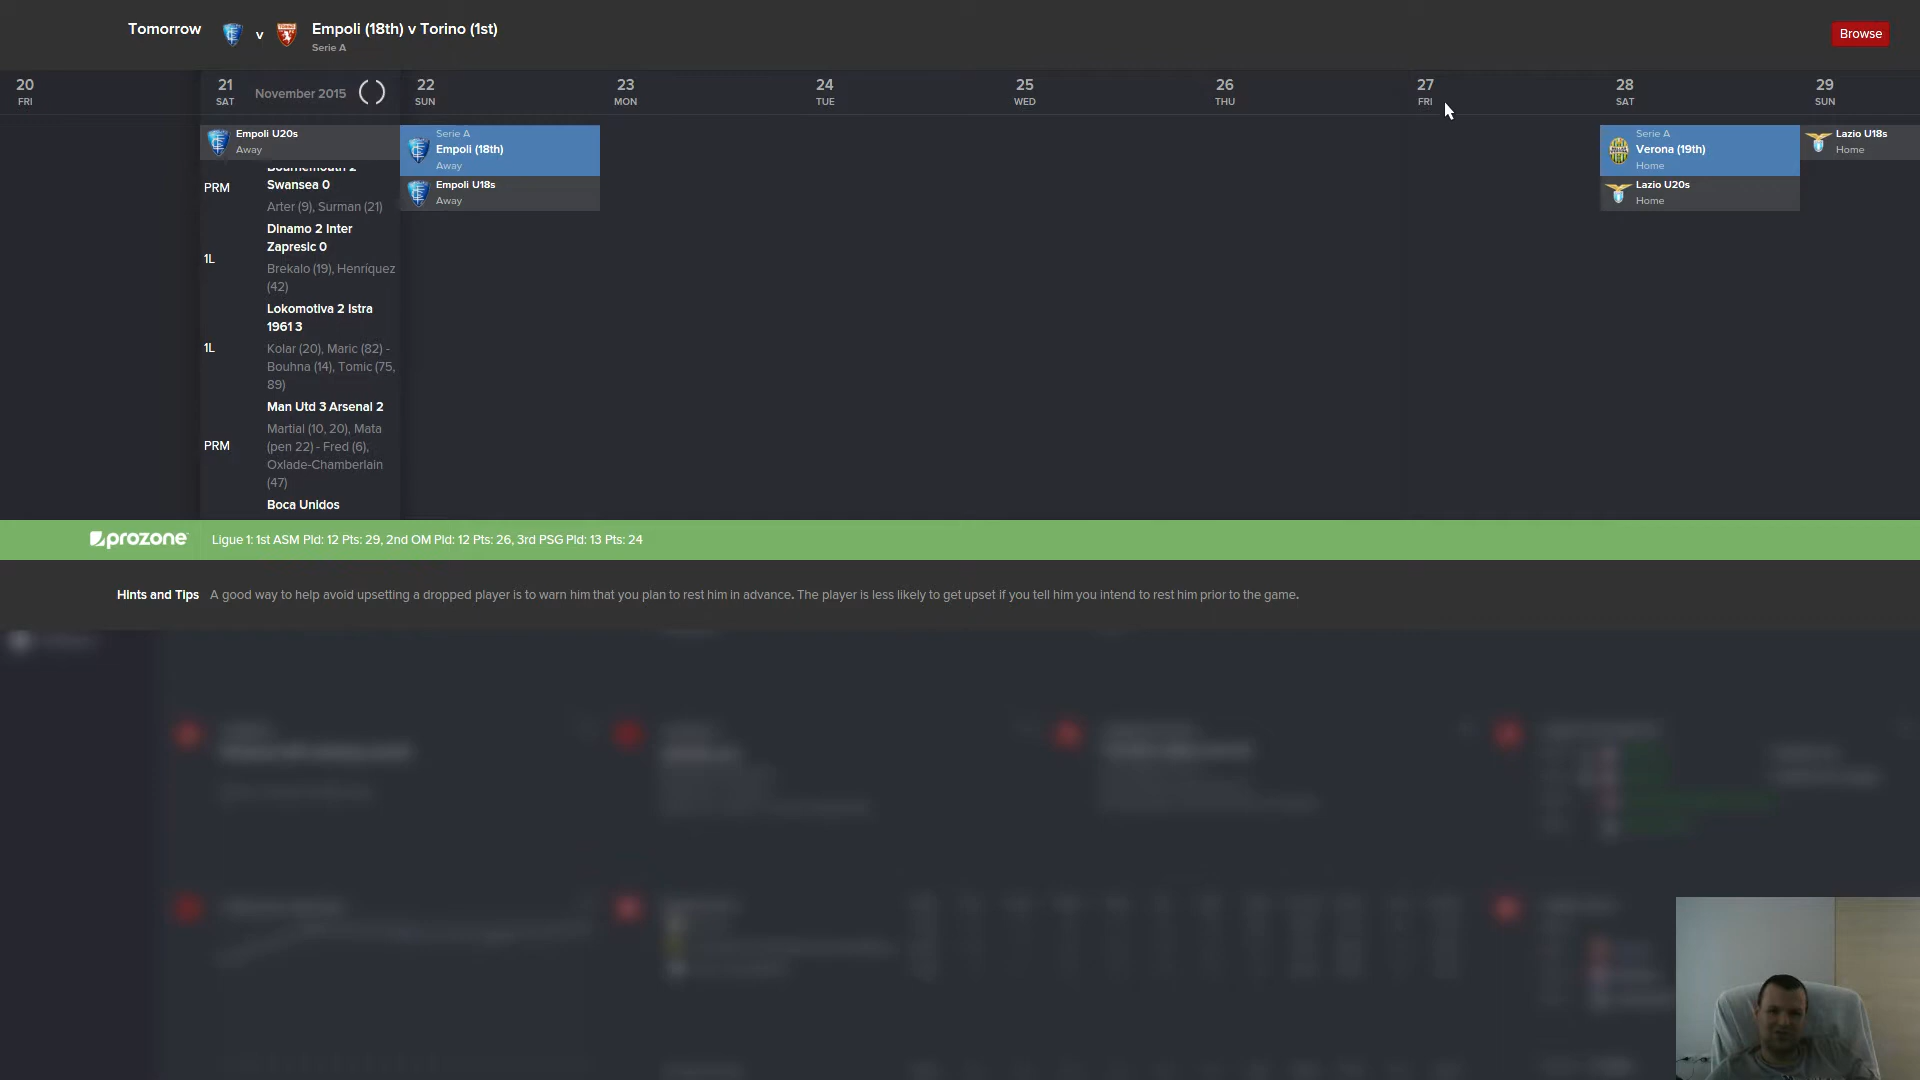 Tomorrow
v
Empoli (18th) v Torino (1st)
Serie A
Browse
20
FRI
21
SAT
November 2015
22
SUN
23
MON
24
TUE
25
WED
26
THU
27
FRI
28
SAT
29
SUN
Empoli U20s
Away
Serie A
Empoli (18th)
Away
Empoli U18s
Away
Serie A
Verona (19th)
Home
Lazio U20s
Home
Lazio U18s
Home
PRM
Bournemouth 2
Swansea 0
Arter (9), Surman (21)
1L
Dinamo 2 Inter
Zapresic 0
Brekalo (19), Henríquez
(42)
1L
Lokomotiva 2 Istra
1961 3
Kolar (20), Maric (82) -
Bouhna (14), Tomic (75,
89)
PRM
Man Utd 3 Arsenal 2
Martial (10, 20), Mata
(pen 22) - Fred (6),
Oxlade-Chamberlain
(47)
Boca Unidos
prozone
Ligue 1: 1st ASM Pld: 12 Pts: 29, 2nd OM Pld: 12 Pts: 26, 3rd PSG Pld: 13 Pts: 24
Hints and Tips
A good way to help avoid upsetting a dropped player is to warn him that you plan to rest him in advance. The player is less likely to get upset if you tell him you intend to rest him prior to the game.